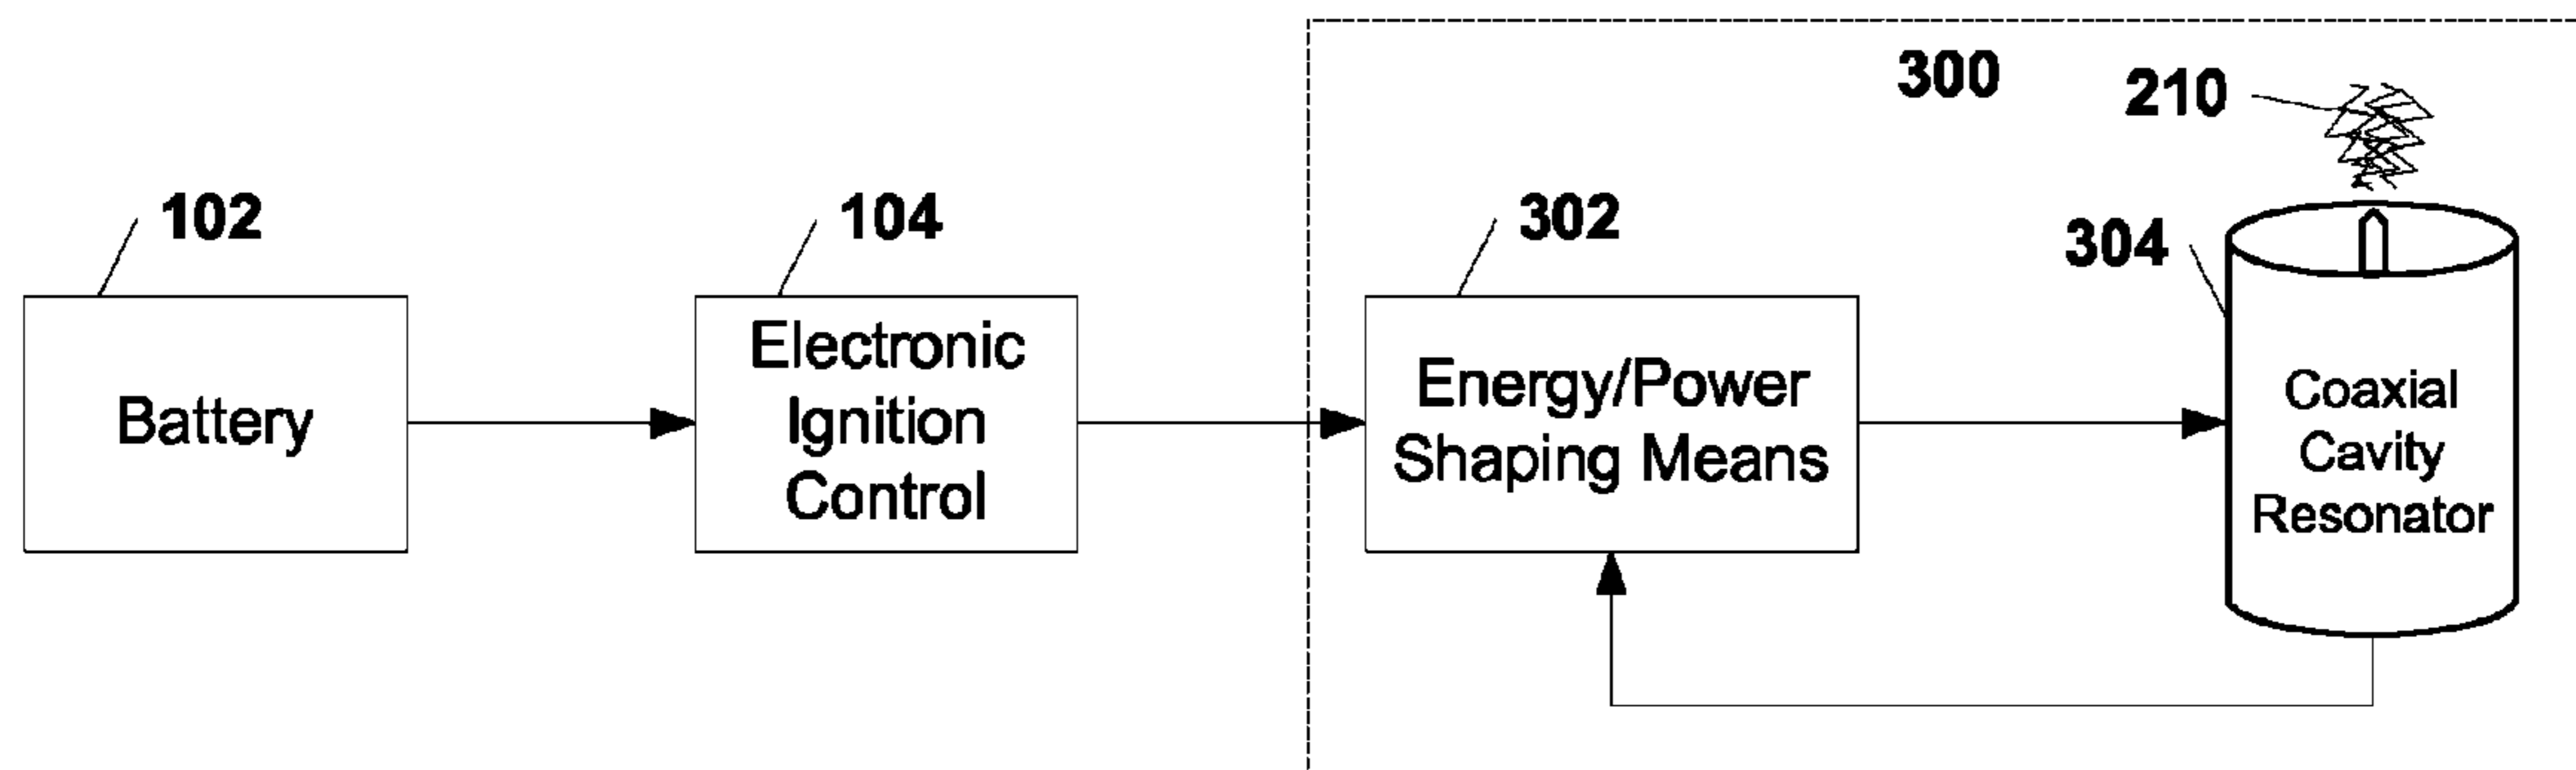 300
210
102
104
302
304
Battery
Electronic
Ignition
Control
Energy/Power
Shaping Means
Coaxial
Cavity
Resonator